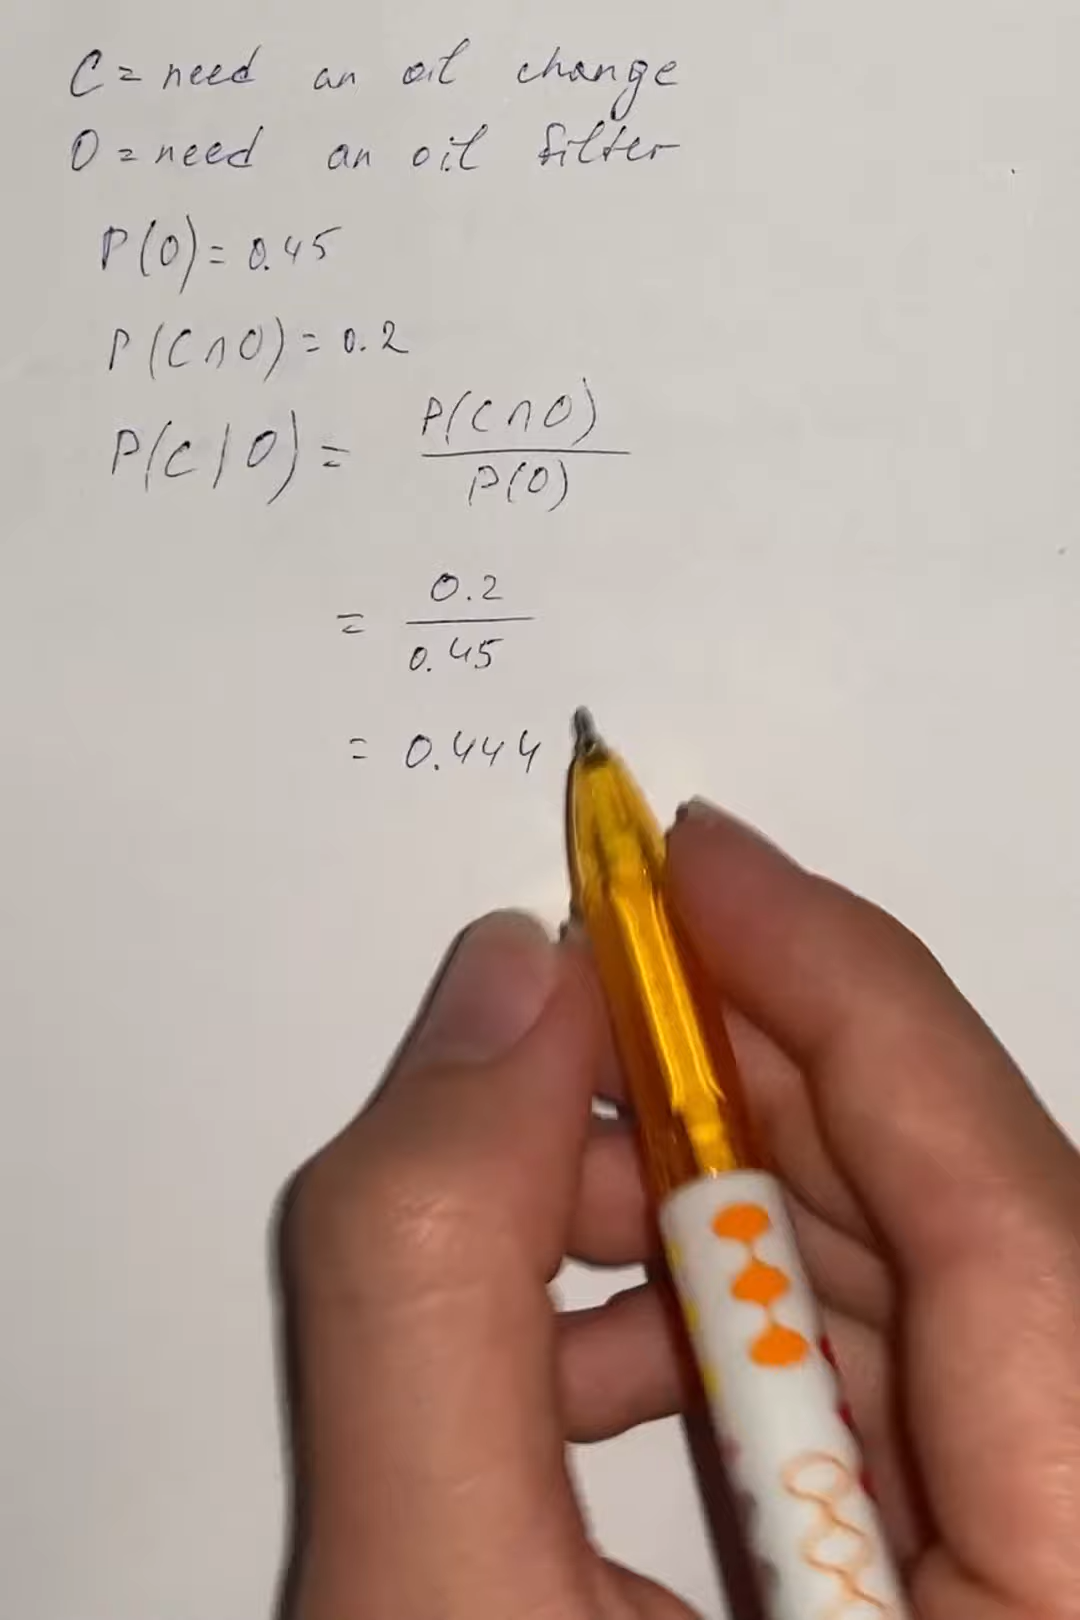 C = need an oil change
O = need an oil filter
P(O) = 0.45
P(C∩O) = 0.2
P(C|O) = P(C∩O) / P(O)
= 0.2 / 0.45
= 0.444